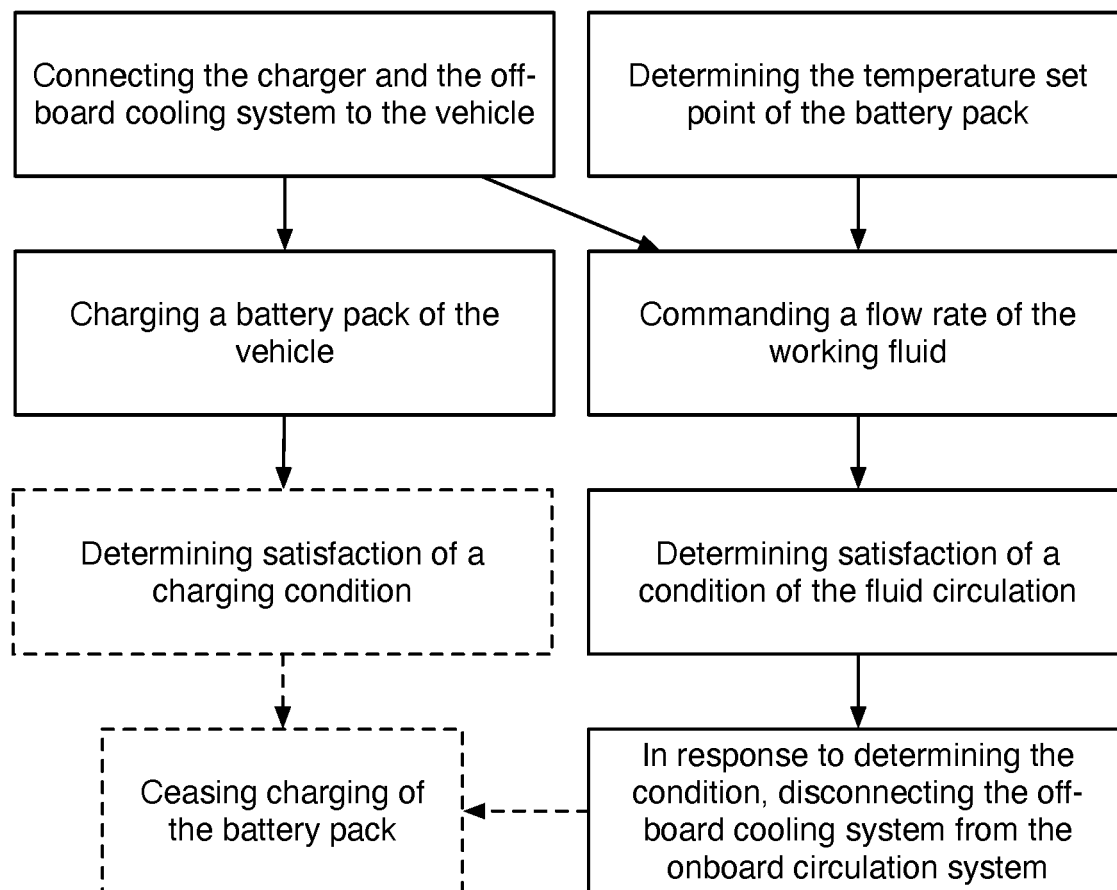 Connecting the charger and the off-
board cooling system to the vehicle
Determining the temperature set
point of the battery pack
Charging a battery pack of the
vehicle
Commanding a flow rate of the
working fluid
Determining satisfaction of a
charging condition
Determining satisfaction of a
condition of the fluid circulation
Ceasing charging of
the battery pack
In response to determining the
condition, disconnecting the off-
board cooling system from the
onboard circulation system